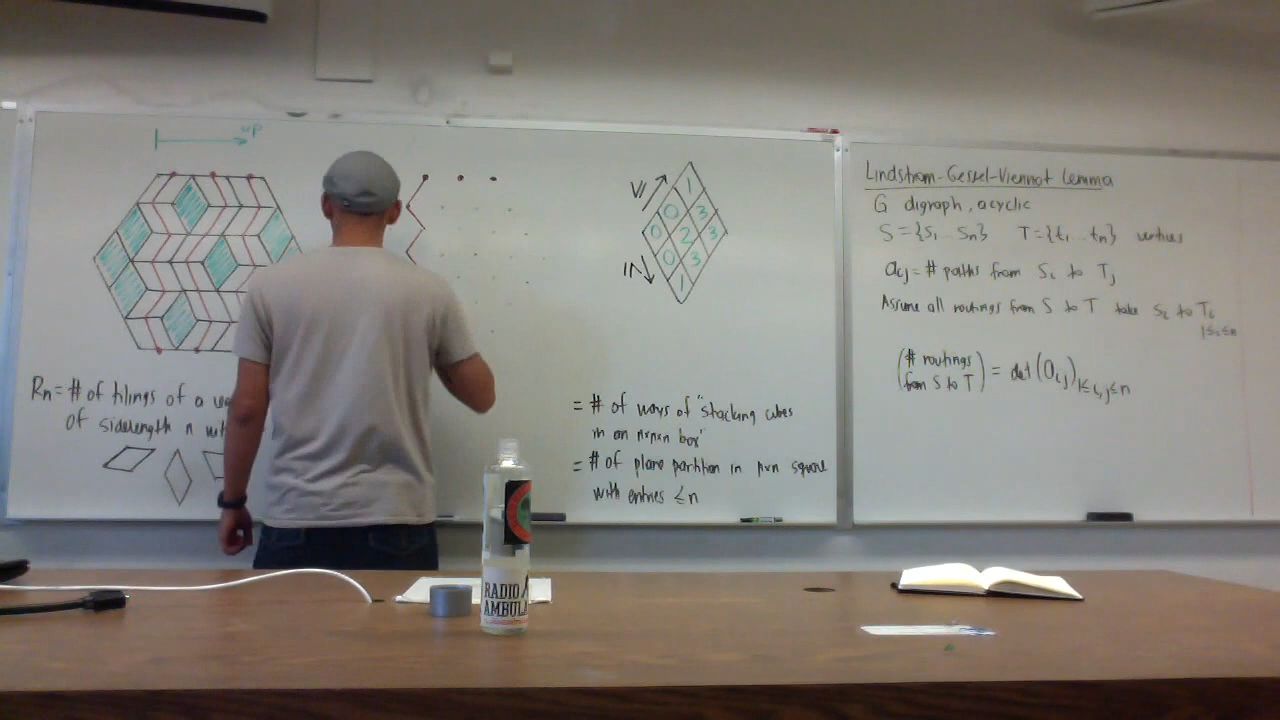 up
Rn = # of tilings of a
of sidelength n
V/
IN
1
0 3
0 2 3
0 3
1
= # of ways of "stacking cubes
in an nxnxn box"
= # of plane partition in nxn square
with entries ≤n
Lindstrom-Gessel-Viennot Lemma
G digraph, acyclic
S={s1 ... sn} T={t1 ... tn} vertices
aij = # paths from Si to Tj
Assume all routings from S to T take Si to Ti
1≤i≤n
(# routings from S to T) = det(aij)1≤i,j≤n
RADIO
AMBULA